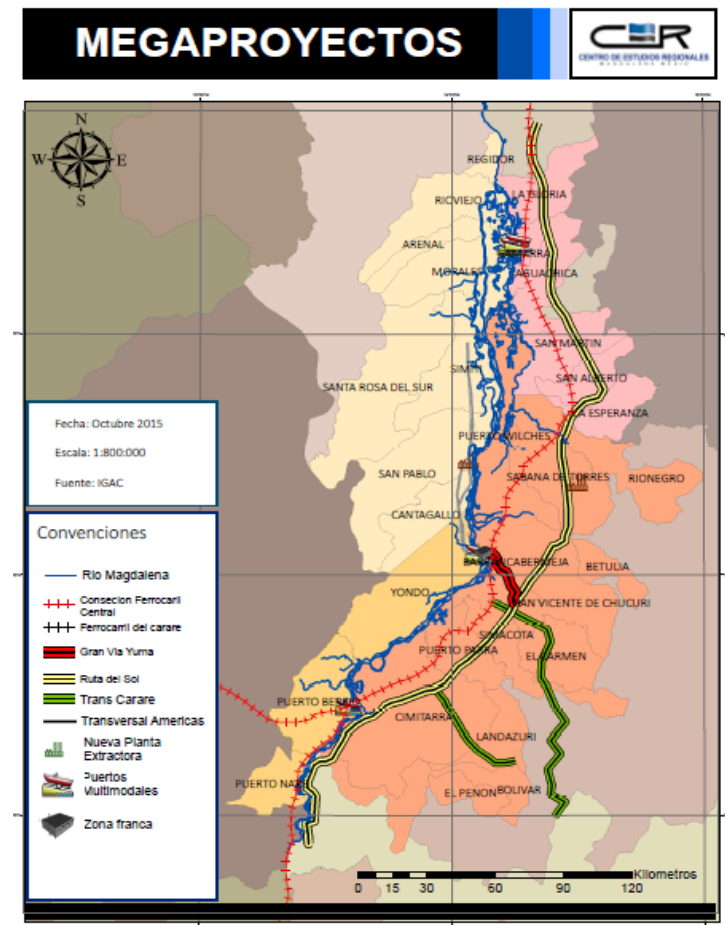 MEGAPROYECTOS
CER
CENTRO DE ESTUDIOS REGIONALES
MAGDALENA MEDIO
N
W
E
S
REGIDOR
LA GLORIA
RIOVIEJO
ARENAL
GAMARRA
MORALES
AGUACHICA
SAN MARTIN
SIMITI
SAN ALBERTO
SANTA ROSA DEL SUR
LA ESPERANZA
PUERTO WILCHES
SAN PABLO
SABANA DE TORRES
RIONEGRO
CANTAGALLO
BARRANCABERMEJA
BETULIA
YONDO
SAN VICENTE DE CHUCURI
SIMACOTA
PUERTO PARRA
EL CARMEN
PUERTO BERRIO
CIMITARRA
LANDAZURI
PUERTO NARE
EL PENON
BOLIVAR
Fecha: Octubre 2015
Escala: 1:800:000
Fuente: IGAC
Convenciones
Rio Magdalena
Consecion Ferrocaril
Central
Ferrocarril del carare
Gran Via Yuma
Ruta del Sol
Trans Carare
Transversal Americas
Nueva Planta
Extractora
Puertos
Multimodales
Zona franca
Kilometros
0 15 30 60 90 120